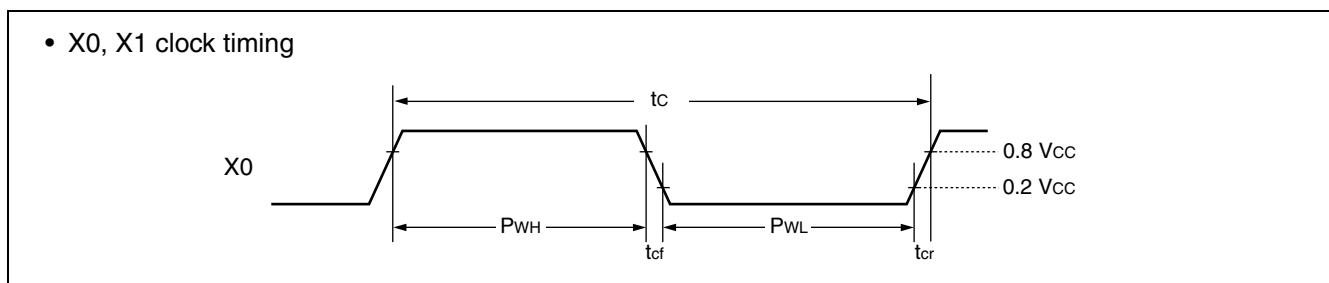 • X0, X1 clock timing
tC
X0
0.8 VCC
0.2 VCC
PWH
PWL
tcf
tcr